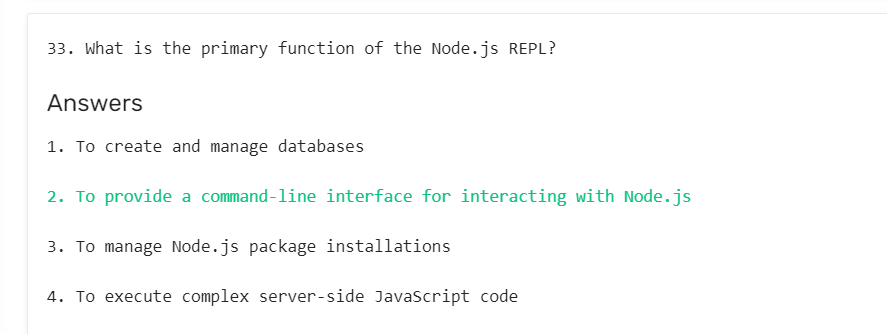 33. What is the primary function of the Node.js REPL?
Answers
1. To create and manage databases
2. To provide a command-line interface for interacting with Node.js
3. To manage Node.js package installations
4. To execute complex server-side JavaScript code